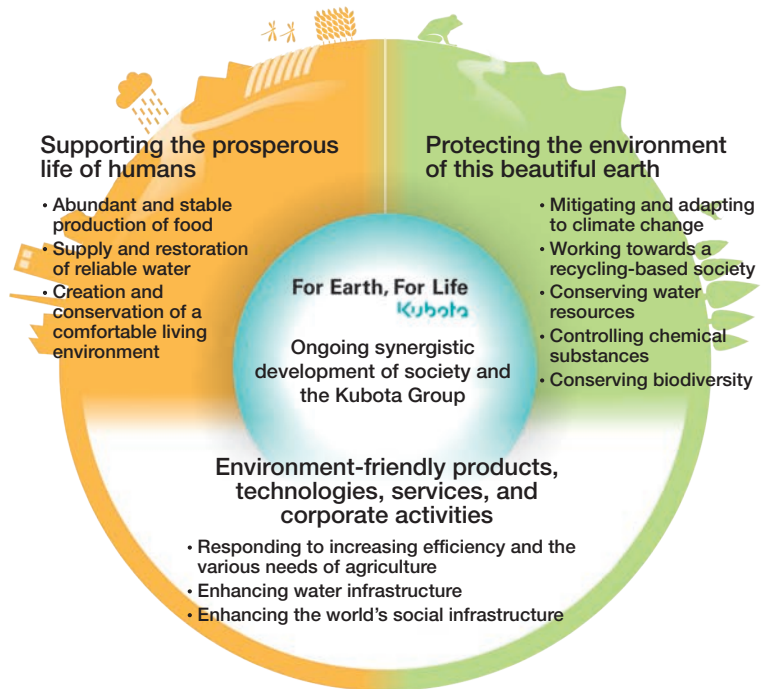 Supporting the prosperous
life of humans
• Abundant and stable
production of food
• Supply and restoration
of reliable water
• Creation and
conservation of a
comfortable living
environment
Protecting the environment
of this beautiful earth
• Mitigating and adapting
to climate change
• Working towards a
recycling-based society
• Conserving water
resources
• Controlling chemical
substances
• Conserving biodiversity
For Earth, For Life
Kubota
Ongoing synergistic
development of society and
the Kubota Group
Environment-friendly products,
technologies, services, and
corporate activities
• Responding to increasing efficiency and the
various needs of agriculture
• Enhancing water infrastructure
• Enhancing the world's social infrastructure